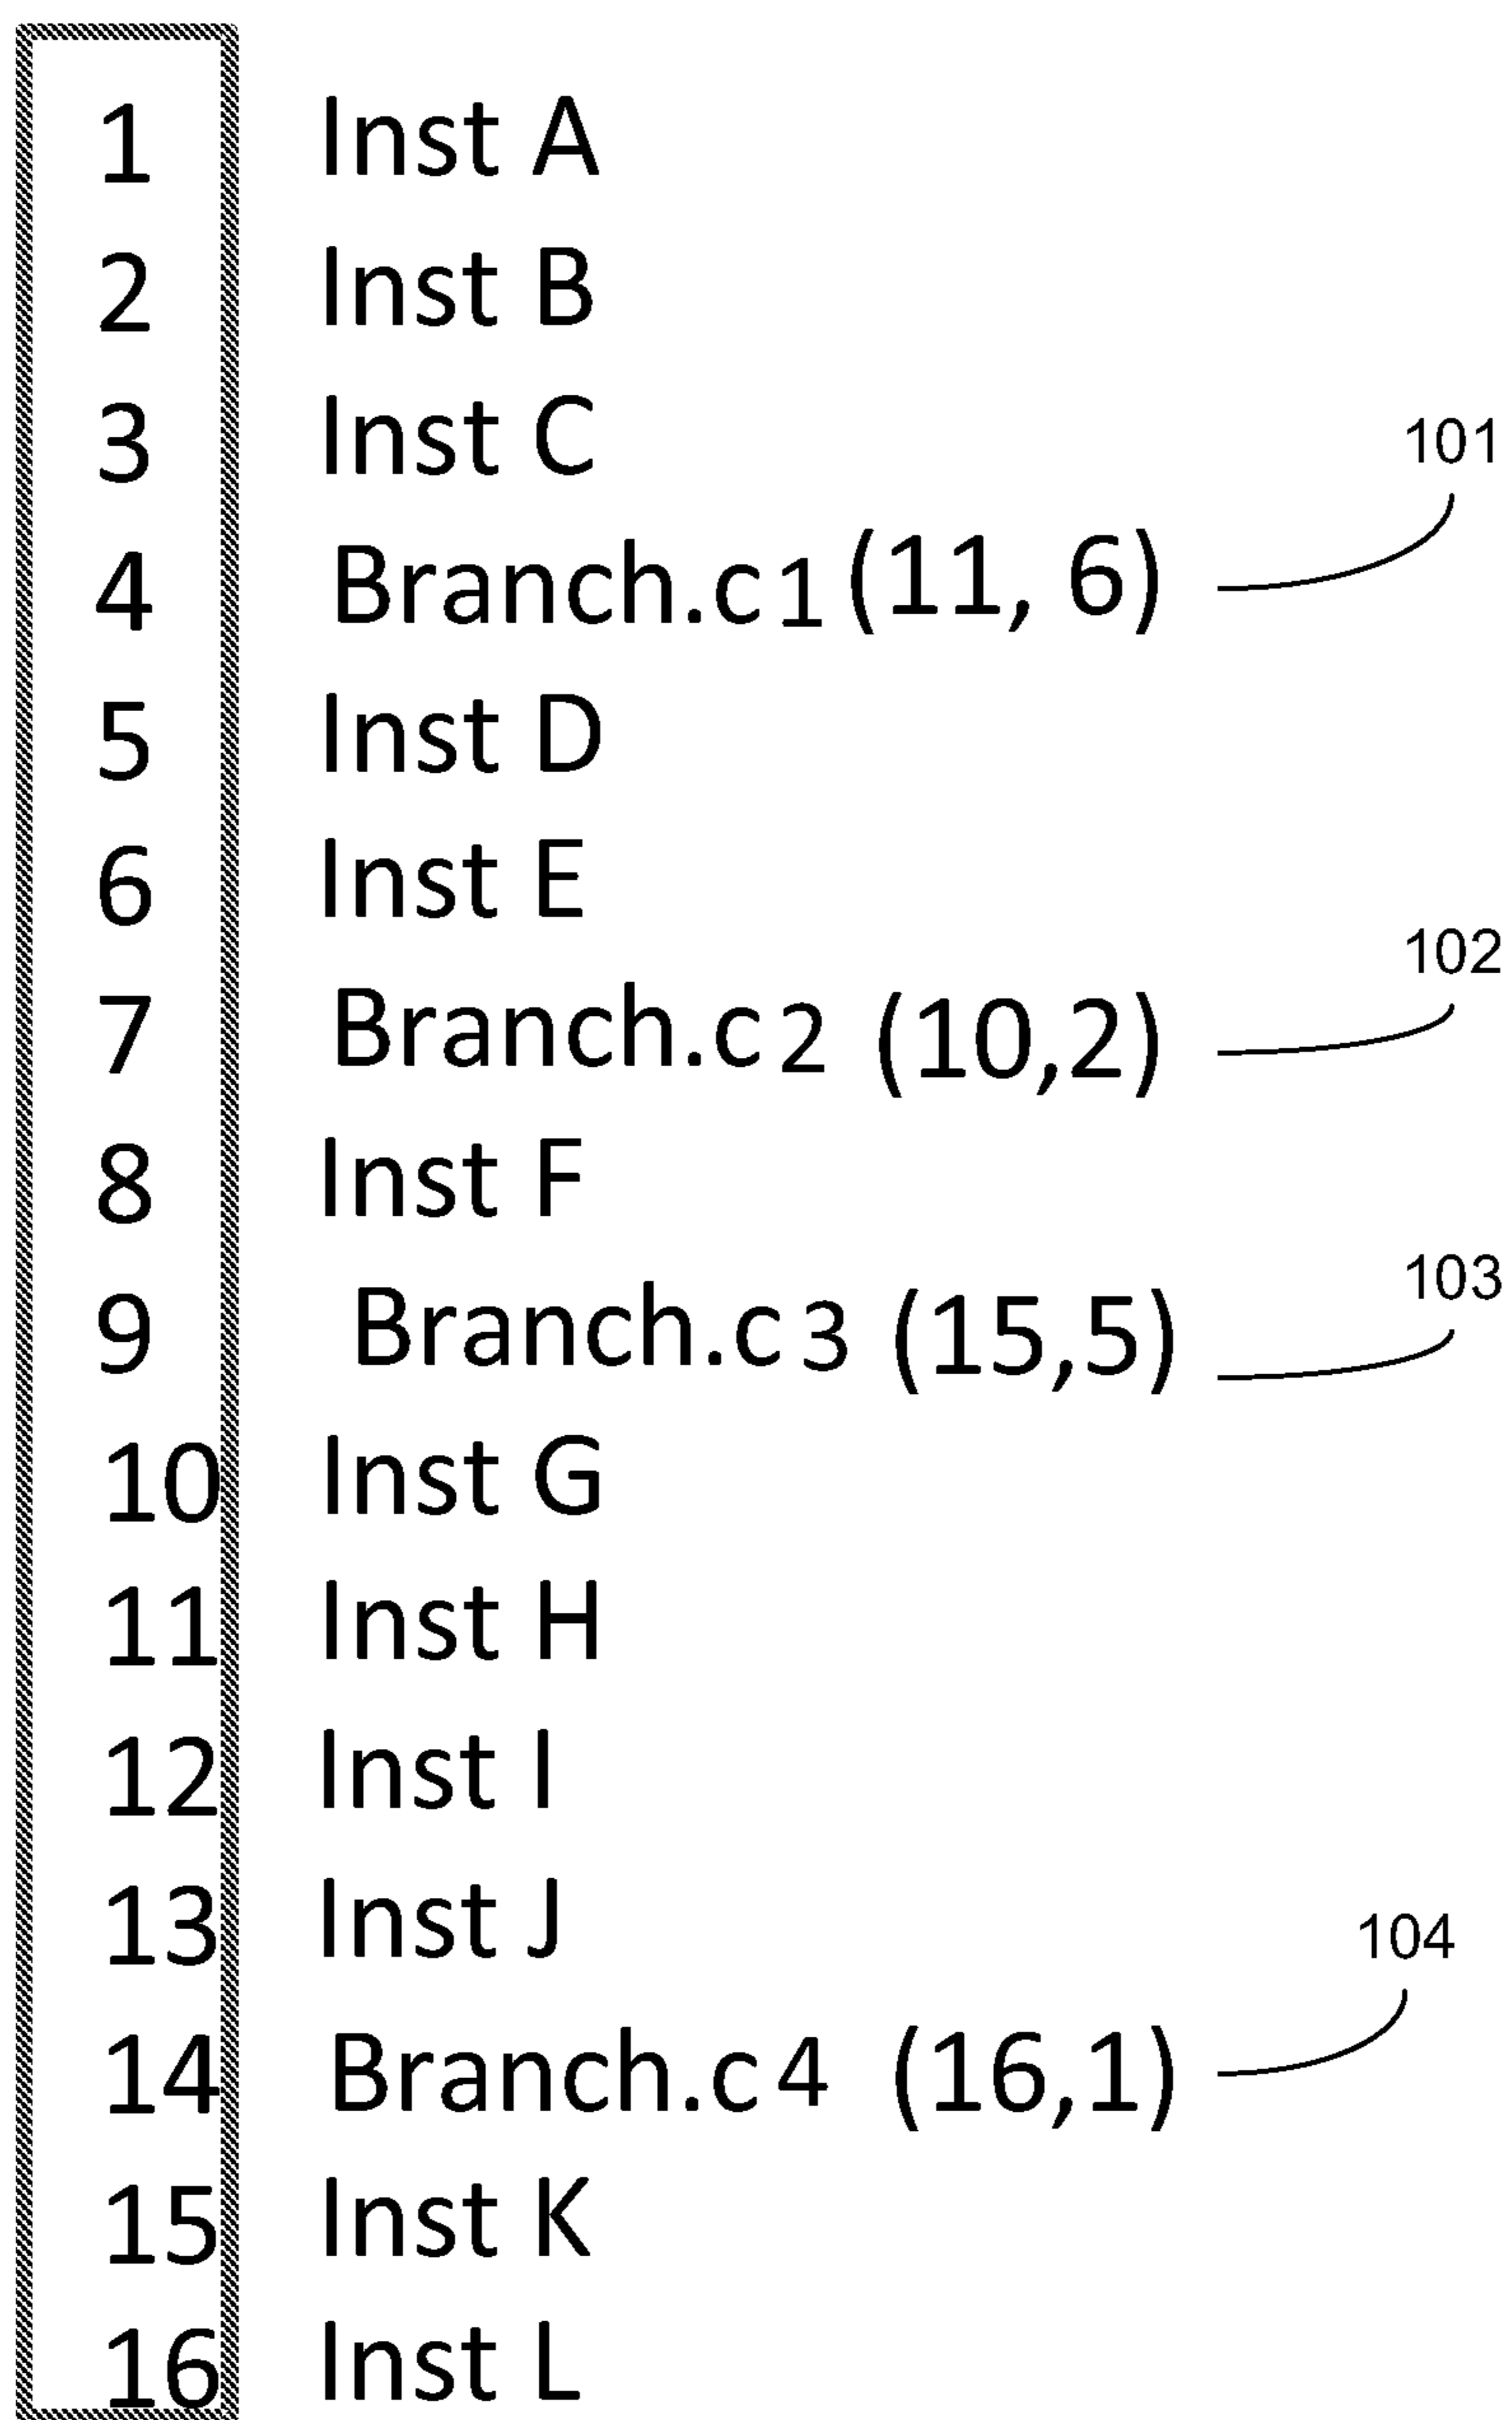 1 Inst A
2 Inst B
3 Inst C
101
4 Branch.c1 (11, 6)
5 Inst D
6 Inst E
102
7 Branch.c2 (10,2)
8 Inst F
103
9 Branch.c3 (15,5)
10 Inst G
11 Inst H
12 Inst I
13 Inst J
104
14 Branch.c4 (16,1)
15 Inst K
16 Inst L